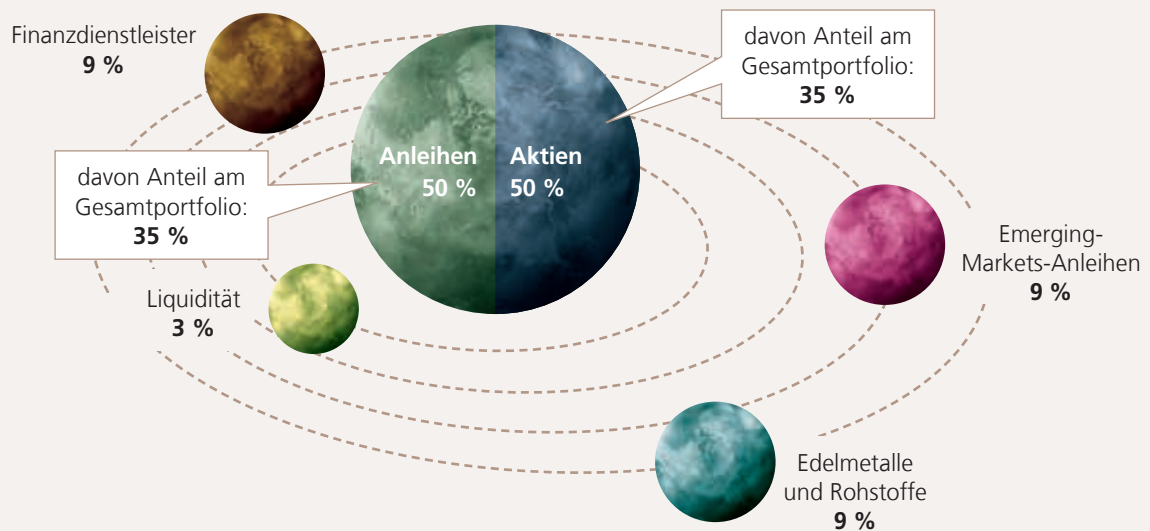 Finanzdienstleister
9 %
davon Anteil am
Gesamtportfolio:
35 %
Anleihen
50 %
Aktien
50 %
davon Anteil am
Gesamtportfolio:
35 %
Liquidität
3 %
Emerging-
Markets-Anleihen
9 %
Edelmetalle
und Rohstoffe
9 %